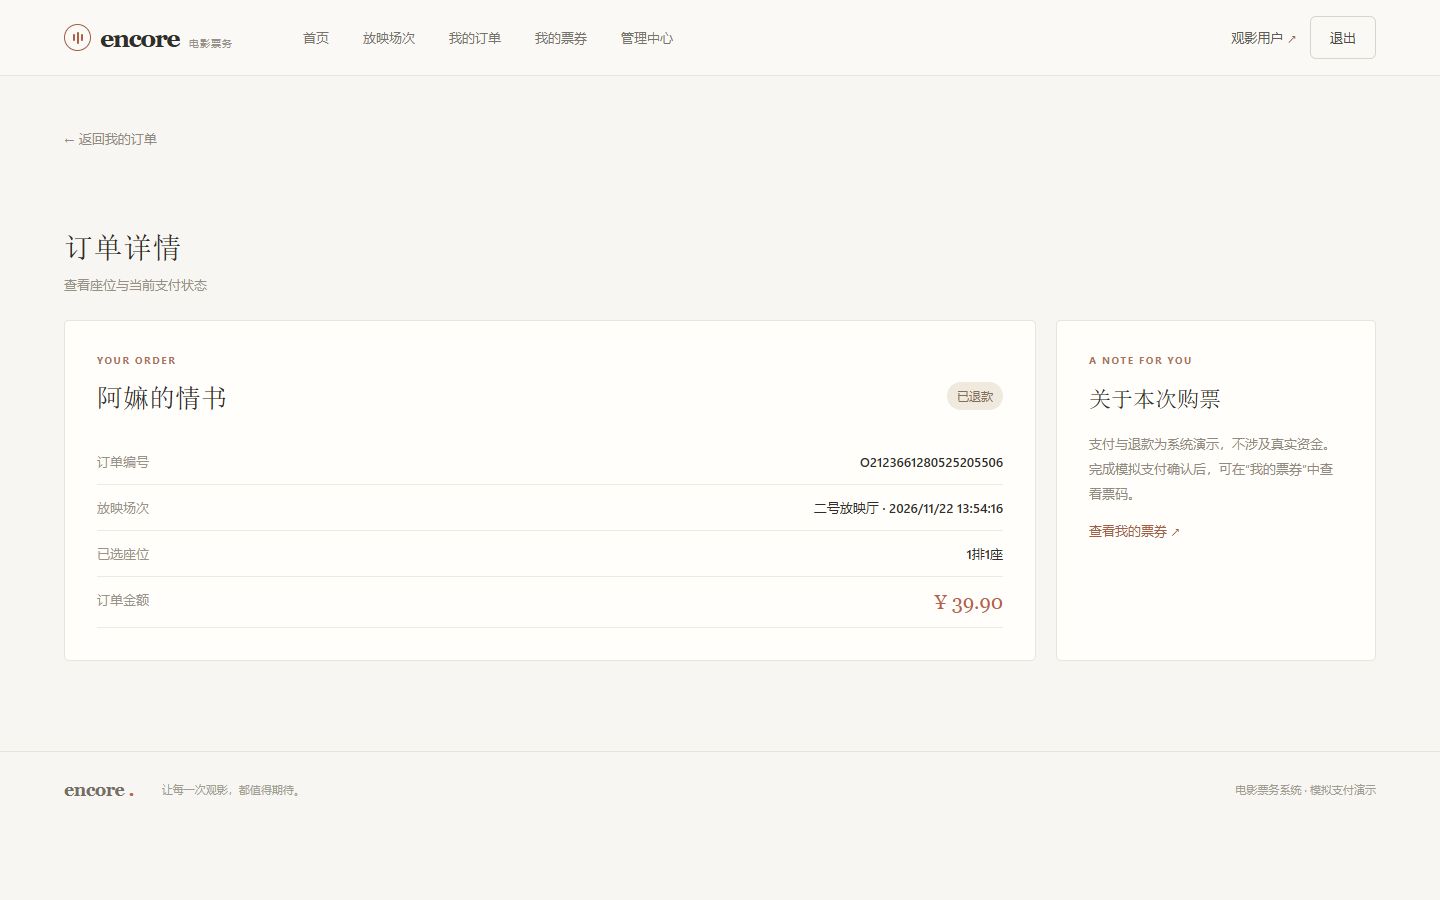 encore 电影票务 首页 放映场次 我的订单 我的票券 管理中心 观影用户 ↗ 退出
← 返回我的订单
订单详情
查看座位与当前支付状态
YOUR ORDER
阿嫲的情书 已退款
订单编号 O2123661280525205506
放映场次 二号放映厅 · 2026/11/22 13:54:16
已选座位 1排1座
订单金额 ¥ 39.90
A NOTE FOR YOU
关于本次购票
支付与退款为系统演示，不涉及真实资金。
完成模拟支付确认后，可在“我的票券”中查
看票码。
查看我的票券 ↗
encore. 让每一次观影，都值得期待。 电影票务系统 · 模拟支付演示